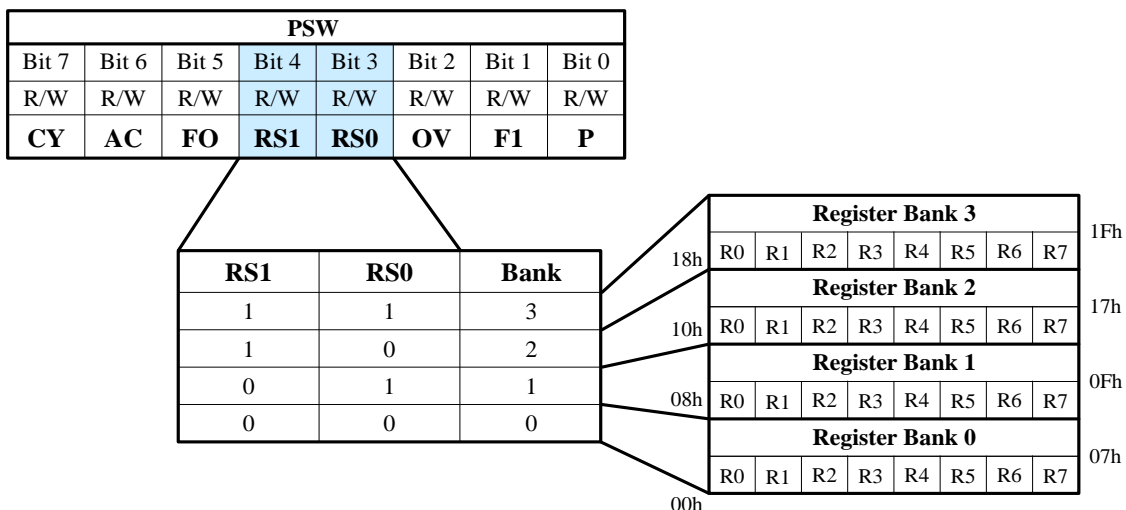 PSW
Bit 7 Bit 6 Bit 5 Bit 4 Bit 3 Bit 2 Bit 1 Bit 0
R/W R/W R/W R/W R/W R/W R/W R/W
CY AC FO RS1 RS0 OV F1 P
RS1 RS0 Bank
1 1 3
1 0 2
0 1 1
0 0 0
Register Bank 3
1Fh
18h R0 R1 R2 R3 R4 R5 R6 R7
Register Bank 2
17h
10h R0 R1 R2 R3 R4 R5 R6 R7
Register Bank 1
0Fh
08h R0 R1 R2 R3 R4 R5 R6 R7
Register Bank 0
07h
R0 R1 R2 R3 R4 R5 R6 R7
00h